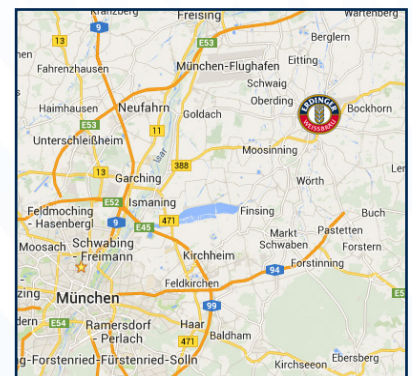 Kranzberg
Freising
Wartenberg
9
Berglern
13
E53
Eitting
München-Flughafen
Fahrenzhausen
Schwaig
Oberding
ERDINGER
WEISSBRÄU
Bockhorn
Haimhausen
Neufahrn
Goldach
E53
11
Unterschleißheim
Isar
Moosinning
388
13
Garching
Wörth
E52
Ismaning
Feldmoching
- Hasenbergl
9
471
Finsing
Buch
E45
Moosach
Schwabing
- Freimann
Markt
Schwaben
Pastetten
Forstern
Kirchheim
Forstinning
94
Feldkirchen
München
99
E54
Ramersdorf
- Perlach
Haar
471
Baldham
Ebersberg
Kirchseeon
ng-Forstenried-Fürstenried-Solln